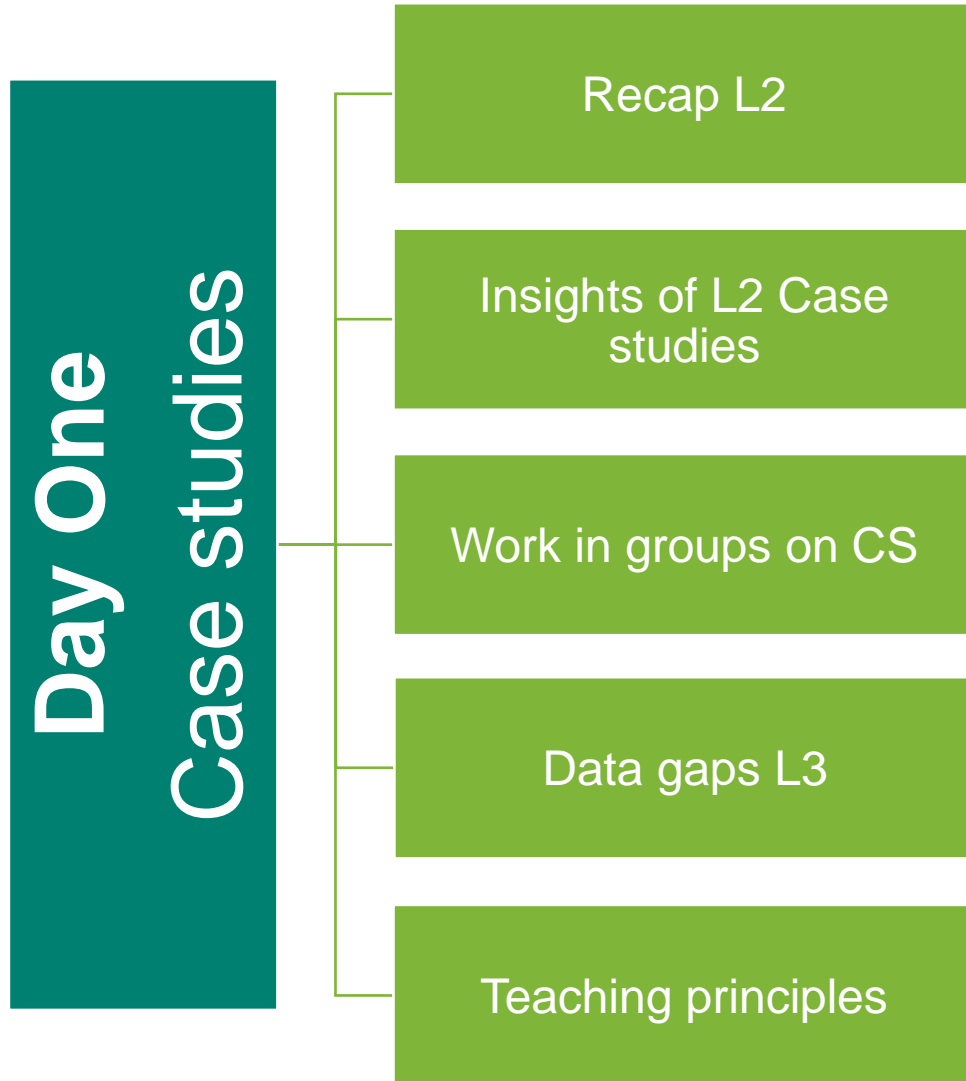 Day One
Case studies
Recap L2
Insights of L2 Case
studies
Work in groups on CS
Data gaps L3
Teaching principles